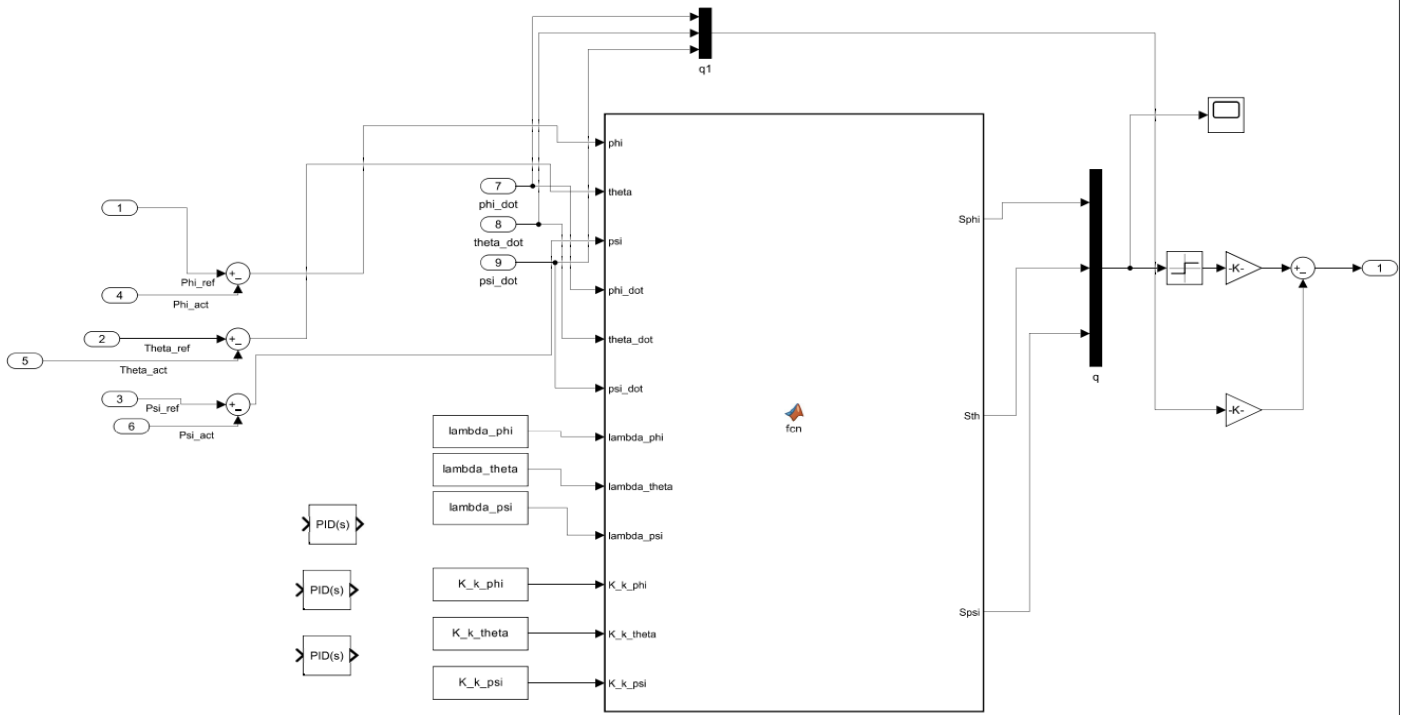 q1
1
Phi_ref
4
Phi_act
2
Theta_ref
5
Theta_act
3
Psi_ref
6
Psi_act
7
phi_dot
8
theta_dot
9
psi_dot
lambda_phi
lambda_theta
lambda_psi
PID(s)
PID(s)
PID(s)
K_k_phi
K_k_theta
K_k_psi
phi
theta
psi
phi_dot
theta_dot
psi_dot
lambda_phi
lambda_theta
lambda_psi
K_k_phi
K_k_theta
K_k_psi
fcn
Sphi
Sth
Spsi
q
-K-
-K-
1